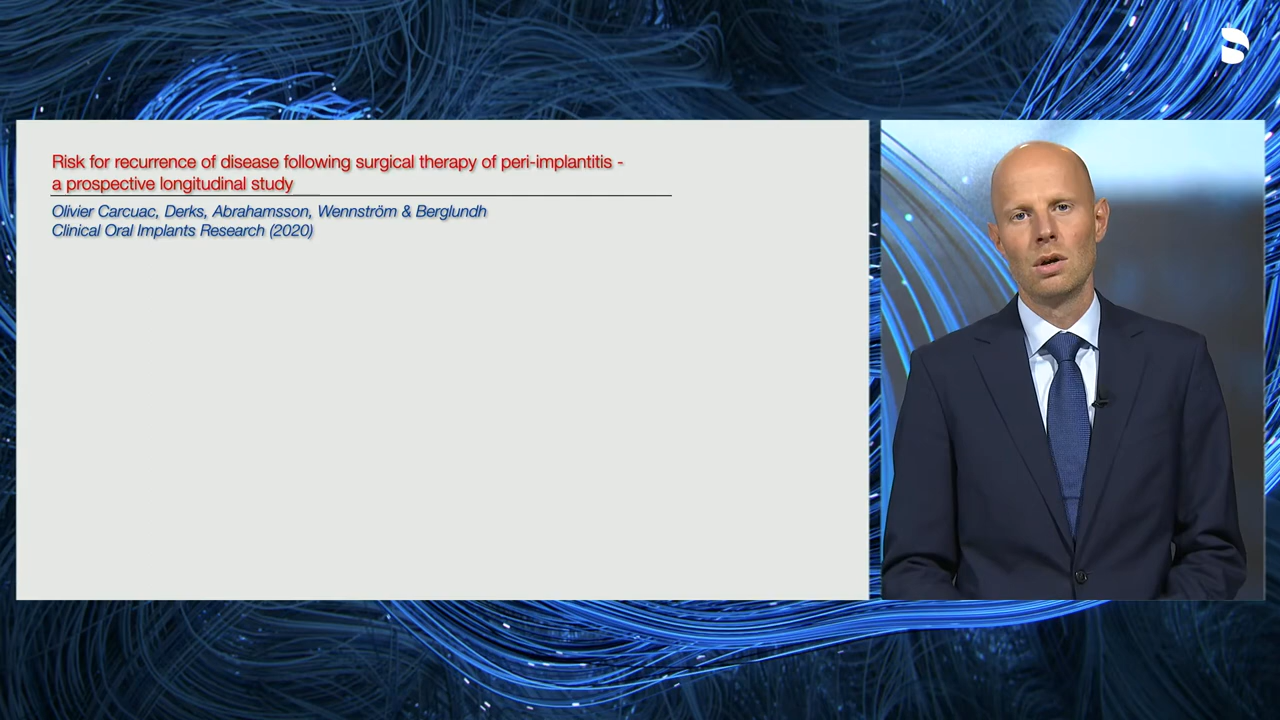 Risk for recurrence of disease following surgical therapy of peri-implantitis -
a prospective longitudinal study
Olivier Carcuac, Derks, Abrahamsson, Wennström & Berglundh
Clinical Oral Implants Research (2020)